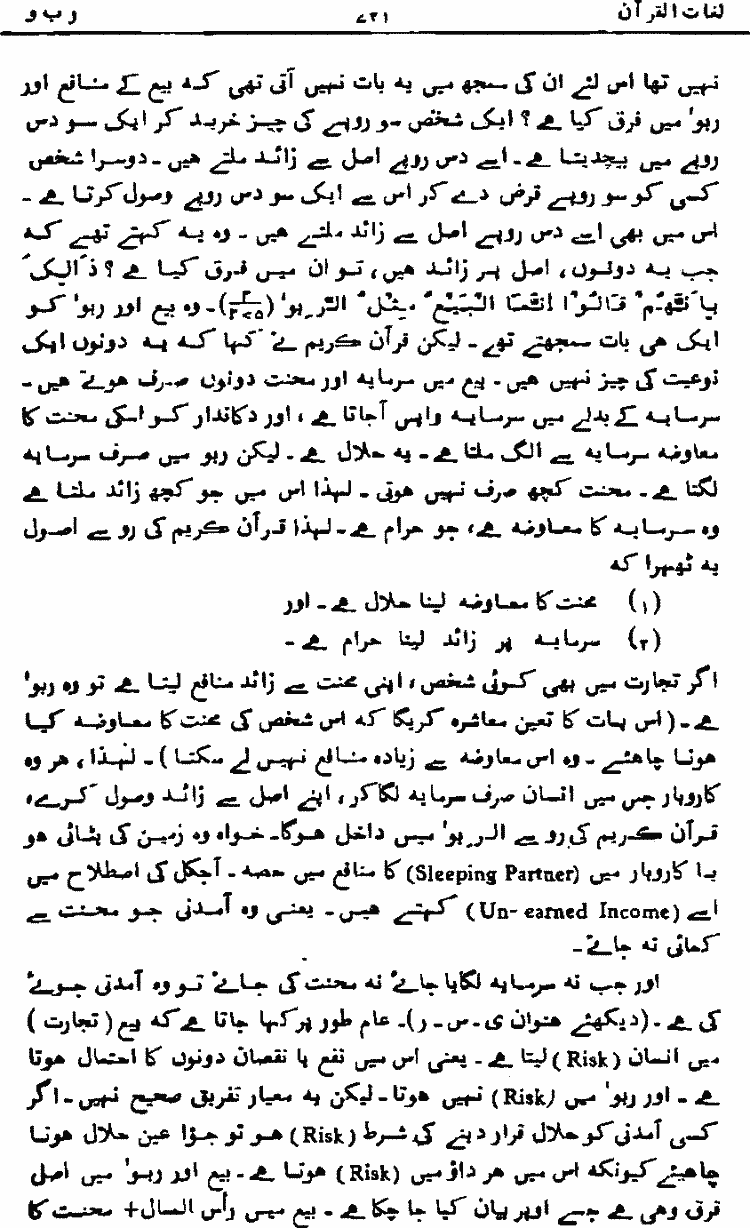 لغات القرآن ۷۲۱ ر ب و
نہیں تھا اس لئے ان کی سمجھ میں یہ بات نہیں آتی تھی کہ بیع کے منافع اور
ربٰو میں فرق کیا ہے؟ ایک شخص سو روپے کی چیز خرید کر ایک سو دس
روپے میں بیچدیتا ہے۔ اسے دس روپے اصل سے زائد ملتے ہیں۔ دوسرا شخص
کسی کو سو روپے قرض دے کر اس سے ایک سو دس روپے وصول کرتا ہے۔
اس میں بھی اسے دس روپے اصل سے زائد ملتے ہیں۔ وہ یہ کہتے تھے کہ
جب یہ دونوں، اصل پر زائد ہیں، تو ان میں فرق کیا ہے؟ ذَالِکَ
بِاَنَّھُمْ قَالُوْا اِنَّمَا الْبَیْعُ مِثْلُ الرِّبٰو (۲/۲۷۵)۔ وہ بیع اور ربٰو کو
ایک ہی بات سمجھتے تھے۔ لیکن قرآن کریم نے کہا کہ یہ دونوں ایک
نوعیت کی چیز نہیں ہیں۔ بیع میں سرمایہ اور محنت دونوں صرف ہوتے ہیں۔
سرمایہ کے بدلے میں سرمایہ واپس آجاتا ہے، اور دکاندار کو اسکی محنت کا
معاوضہ سرمایہ سے الگ ملتا ہے۔ یہ حلال ہے۔ لیکن ربو میں صرف سرمایہ
لگتا ہے۔ محنت کچھ صرف نہیں ہوتی۔ لہذا اس میں جو کچھ زائد ملتا ہے
وہ سرمایہ کا معاوضہ ہے، جو حرام ہے۔ لہذا قرآن کریم کی رو سے اصول
یہ ٹھہرا کہ
(۱) محنت کا معاوضہ لینا حلال ہے۔ اور
(۲) سرمایہ پر زائد لینا حرام ہے۔
اگر تجارت میں بھی کوئی شخص، اپنی محنت سے زائد منافع لیتا ہے تو وہ ربٰو
ہے۔ (اس بات کا تعین معاشرہ کریگا کہ اس شخص کی محنت کا معاوضہ کیا
ہونا چاہئے۔ وہ اس معاوضہ سے زیادہ منافع نہیں لے سکتا)۔ لہذا، ہر وہ
کاروبار جس میں انسان صرف سرمایہ لگا کر، اپنے اصل سے زائد وصول کرے،
قرآن کریم کی رو سے الربٰو میں داخل ہوگا۔ خواہ وہ زمین کی بٹائی ہو
یا کاروبار میں (Sleeping Partner) کا منافع میں حصہ۔ آجکل کی اصطلاح میں
اسے (Un- earned Income) کہتے ہیں۔ یعنی وہ آمدنی جو محنت سے
کمائی نہ جائے۔
اور جب نہ سرمایہ لگایا جائے نہ محنت کی جائے تو وہ آمدنی جوئے
کی ہے۔ (دیکھئے عنوان ی۔س۔ر)۔ عام طور پر کہا جاتا ہے کہ بیع (تجارت)
میں انسان (Risk) لیتا ہے۔ یعنی اس میں نفع یا نقصان دونوں کا احتمال ہوتا
ہے۔ اور ربٰو میں (Risk) نہیں ہوتا۔ لیکن یہ معیار تفریق صحیح نہیں۔ اگر
کسی آمدنی کو حلال قرار دینے کی شرط (Risk) ہو تو جؤا عین حلال ہونا
چاہیئے کیونکہ اس میں ہر داؤ میں (Risk) ہوتا ہے۔ بیع اور ربٰو میں اصل
فرق وہی ہے جسے اوپر بیان کیا جا چکا ہے۔ بیع میں رأس المال + محنت کا